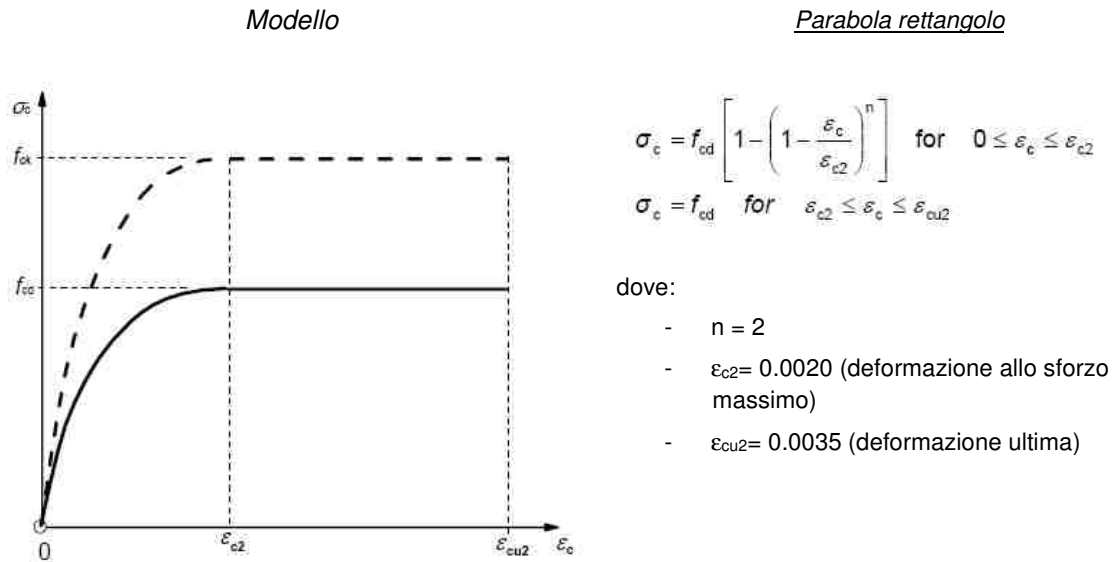 Modello
Parabola rettangolo
σc
fck
fcd
0
εc2
εcu2
εc
σc = fcd [1 − (1 − εc/εc2)^n] for 0 ≤ εc ≤ εc2
σc = fcd for εc2 ≤ εc ≤ εcu2
dove:
- n = 2
- εc2= 0.0020 (deformazione allo sforzo
massimo)
- εcu2= 0.0035 (deformazione ultima)